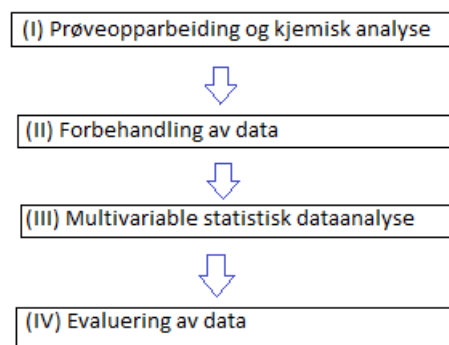 (I) Prøveopparbeiding og kjemisk analyse
(II) Forbehandling av data
(III) Multivariable statistisk dataanalyse
(IV) Evaluering av data